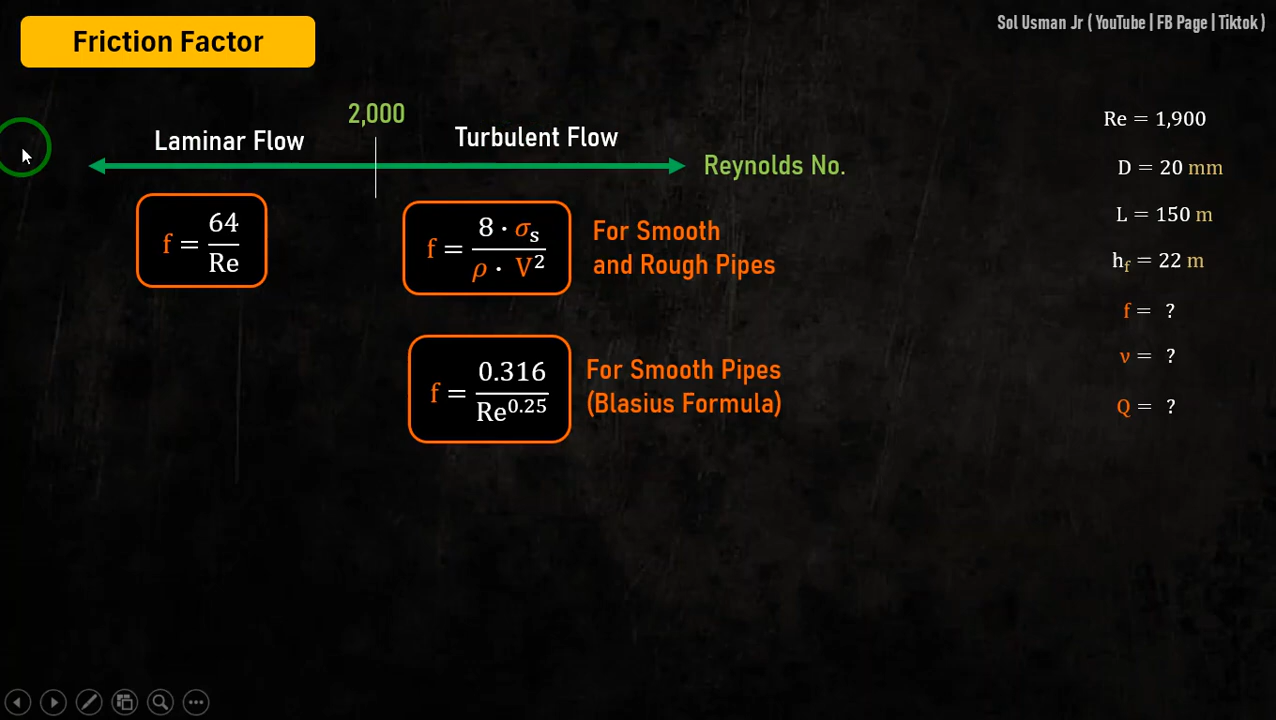 Friction Factor
Sol Usman Jr ( YouTube | FB Page | Tiktok )
2,000
Laminar Flow
Turbulent Flow
Reynolds No.
f = 64/Re
f = 8 · σₛ / ρ · V²
For Smooth
and Rough Pipes
f = 0.316/Re^0.25
For Smooth Pipes
(Blasius Formula)
Re = 1,900
D = 20 mm
L = 150 m
h_f = 22 m
f = ?
ν = ?
Q = ?